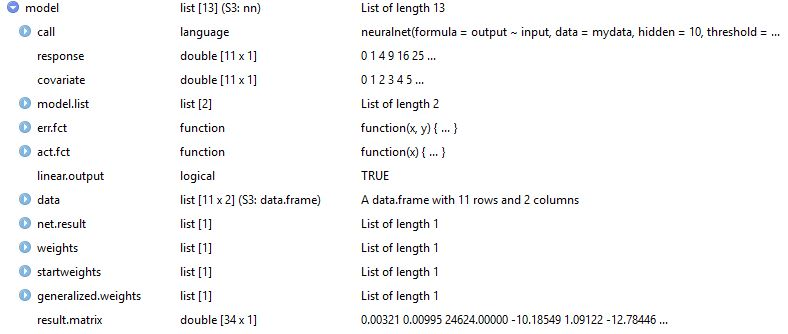 model list [13] (S3: nn) List of length 13
call language neuralnet(formula = output ~ input, data = mydata, hidden = 10, threshold = ...
response double [11 x 1] 0 1 4 9 16 25 ...
covariate double [11 x 1] 0 1 2 3 4 5 ...
model.list list [2] List of length 2
err.fct function function(x, y) { ... }
act.fct function function(x) { ... }
linear.output logical TRUE
data list [11 x 2] (S3: data.frame) A data.frame with 11 rows and 2 columns
net.result list [1] List of length 1
weights list [1] List of length 1
startweights list [1] List of length 1
generalized.weights list [1] List of length 1
result.matrix double [34 x 1] 0.00321 0.00995 24624.00000 -10.18549 1.09122 -12.78446 ...